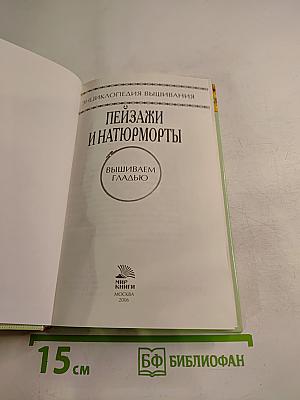 ЭНЦИКЛОПЕДИЯ ВЫШИВАНИЯ
ПЕЙЗАЖИ
И НАТЮРМОРТЫ
ВЫШИВАЕМ
ГЛАДЬЮ
МИР
КНИГИ
МОСКВА
2006
15 см
БФ БИБЛИОФАН